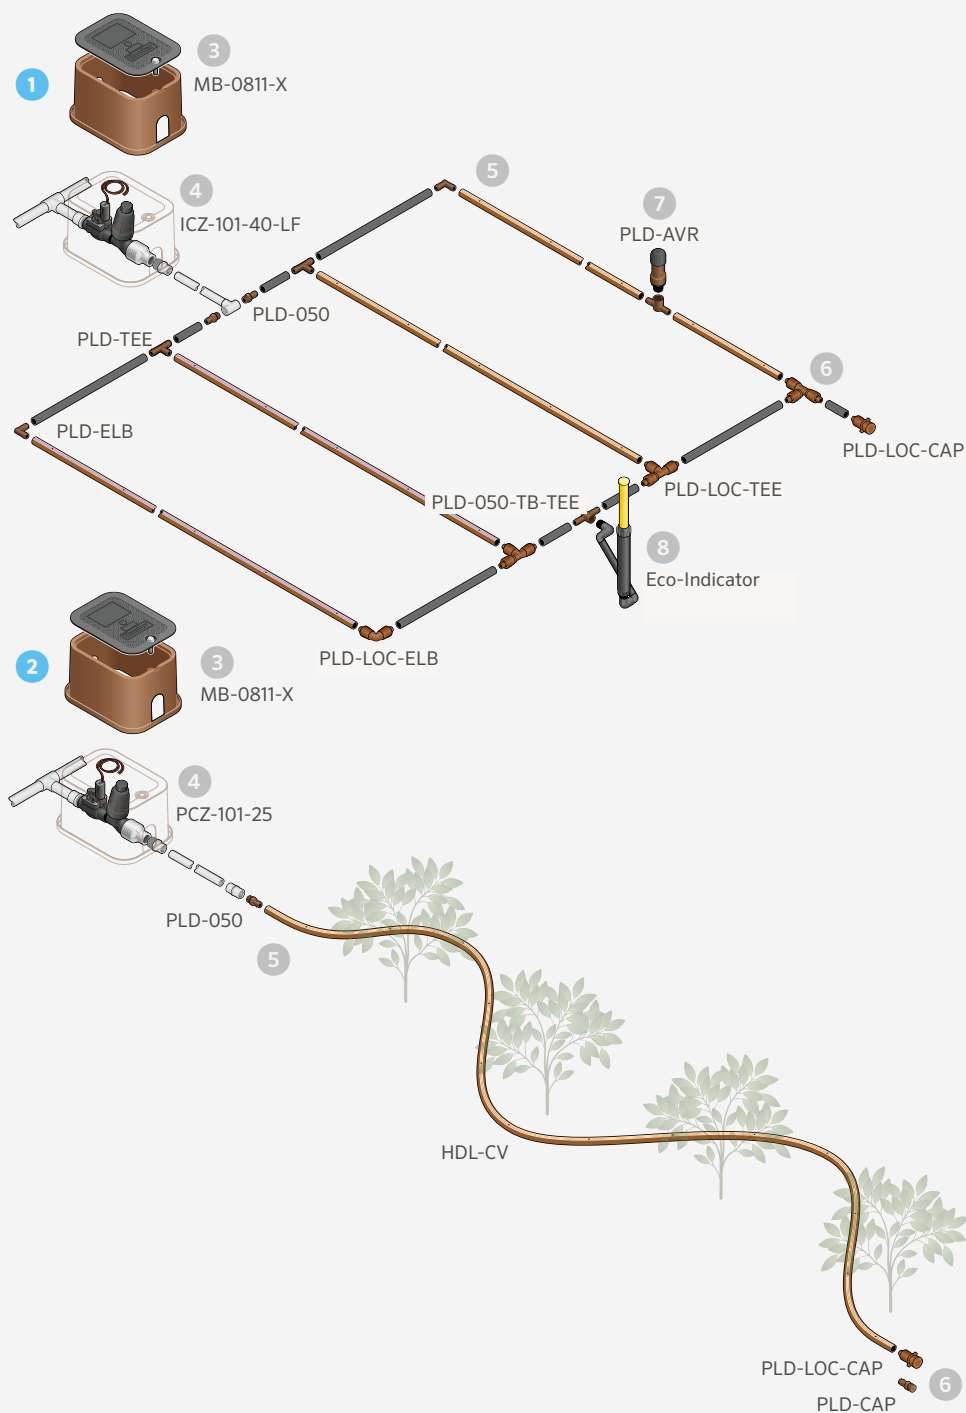 3
1
MB-0811-X
4
ICZ-101-40-LF
5
7
PLD-AVR
PLD-050
PLD-TEE
6
PLD-ELB
PLD-LOC-CAP
PLD-LOC-TEE
PLD-050-TB-TEE
8
Eco-Indicator
PLD-LOC-ELB
2
3
MB-0811-X
4
PCZ-101-25
PLD-050
5
HDL-CV
PLD-LOC-CAP
6
PLD-CAP